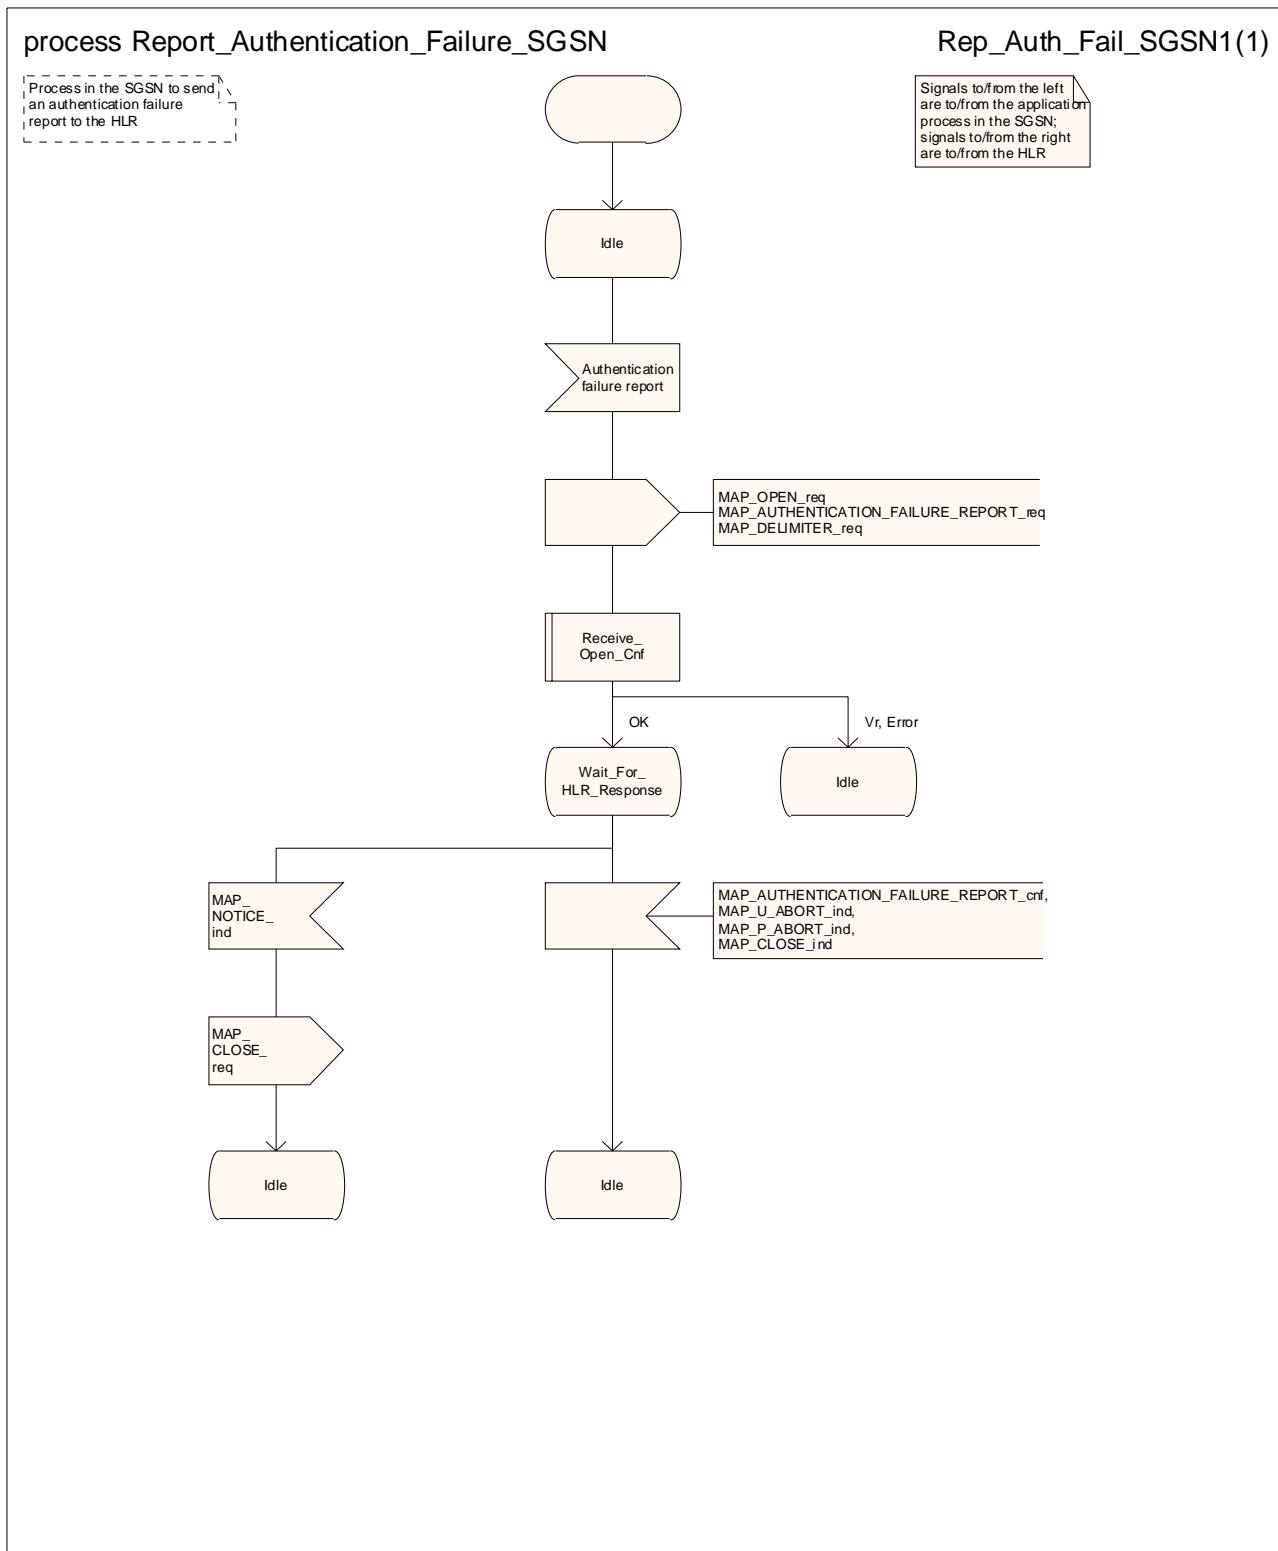 process Report_Authentication_Failure_SGSN
Rep_Auth_Fail_SGSN1(1)
Process in the SGSN to send
an authentication failure
report to the HLR
Signals to/from the left
are to/from the application
process in the SGSN;
signals to/from the right
are to/from the HLR
Idle
Authentication
failure report
MAP_OPEN_req
MAP_AUTHENTICATION_FAILURE_REPORT_req
MAP_DELIMITER_req
Receive_
Open_Cnf
OK
Vr, Error
Wait_For_
HLR_Response
Idle
MAP_
NOTICE_
ind
MAP_AUTHENTICATION_FAILURE_REPORT_cnf,
MAP_U_ABORT_ind,
MAP_P_ABORT_ind,
MAP_CLOSE_ind
MAP_
CLOSE_
req
Idle
Idle